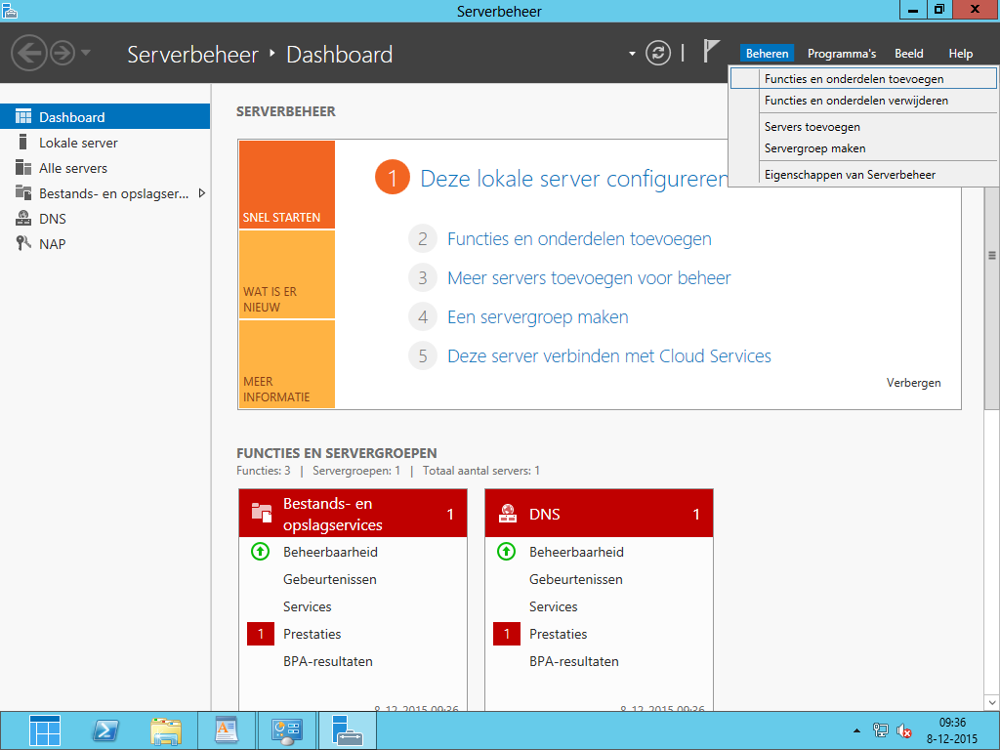 Serverbeheer
Serverbeheer ‣ Dashboard
Beheren Programma's Beeld Help
Functies en onderdelen toevoegen
Functies en onderdelen verwijderen
Servers toevoegen
Servergroep maken
Eigenschappen van Serverbeheer
Dashboard
Lokale server
Alle servers
Bestands- en opslagser...
DNS
NAP
SERVERBEHEER
SNEL STARTEN
WAT IS ER
NIEUW
MEER
INFORMATIE
1 Deze lokale server configureren
2 Functies en onderdelen toevoegen
3 Meer servers toevoegen voor beheer
4 Een servergroep maken
5 Deze server verbinden met Cloud Services
Verbergen
FUNCTIES EN SERVERGROEPEN
Functies: 3 | Servergroepen: 1 | Totaal aantal servers: 1
Bestands- en
opslagservices
1
Beheerbaarheid
Gebeurtenissen
Services
1 Prestaties
BPA-resultaten
8-12-2015 09:36
DNS 1
Beheerbaarheid
Gebeurtenissen
Services
1 Prestaties
BPA-resultaten
8-12-2015 09:36
09:36
8-12-2015